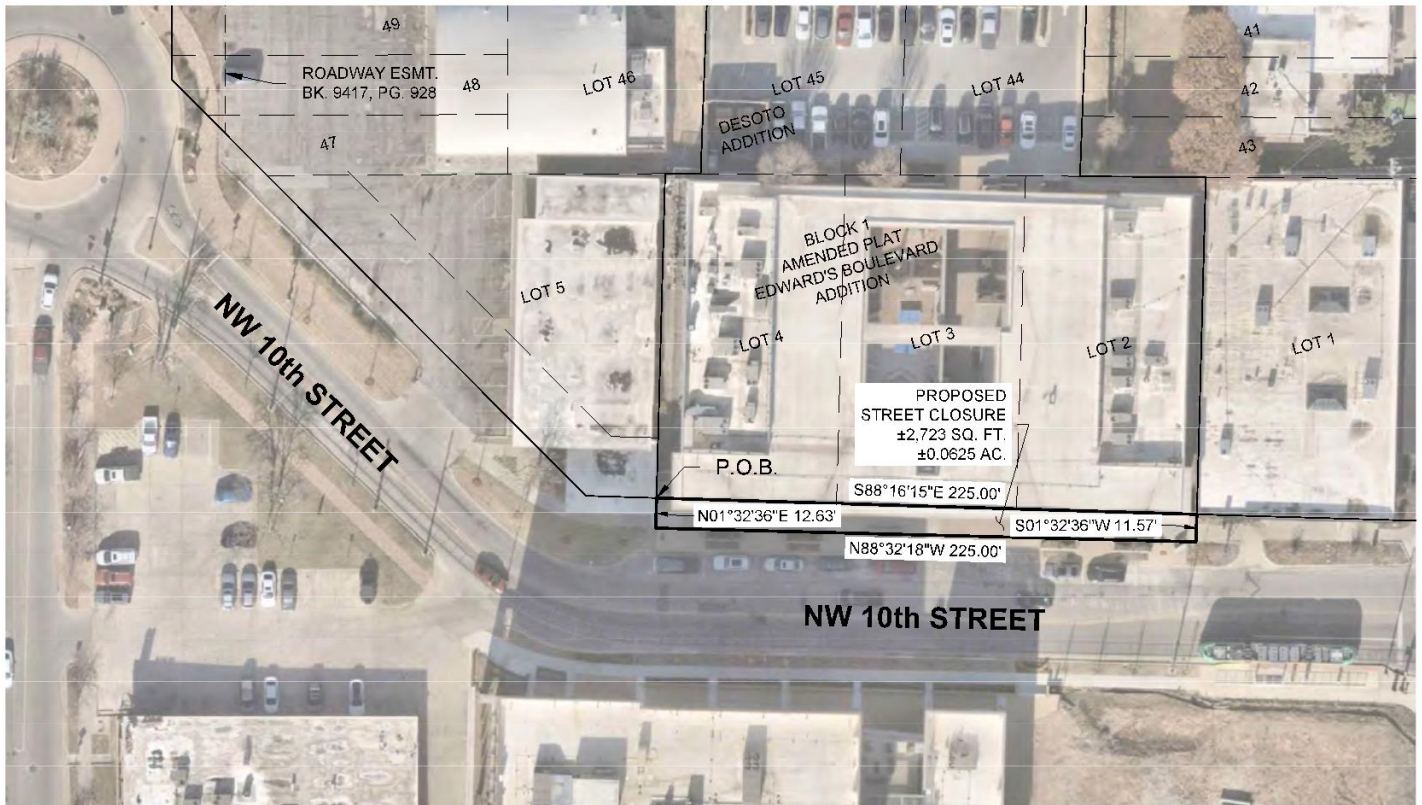 49
ROADWAY ESMT.
BK. 9417, PG. 928
48
47
LOT 46
LOT 45
LOT 44
DESOTO
ADDITION
41
42
43
BLOCK 1
AMENDED PLAT
EDWARD'S BOULEVARD
ADDITION
LOT 5
LOT 4
LOT 3
LOT 2
LOT 1
NW 10th STREET
PROPOSED
STREET CLOSURE
±2,723 SQ. FT.
±0.0625 AC.
P.O.B.
S88°16'15"E 225.00'
N01°32'36"E 12.63'
S01°32'36"W 11.57'
N88°32'18"W 225.00'
NW 10th STREET